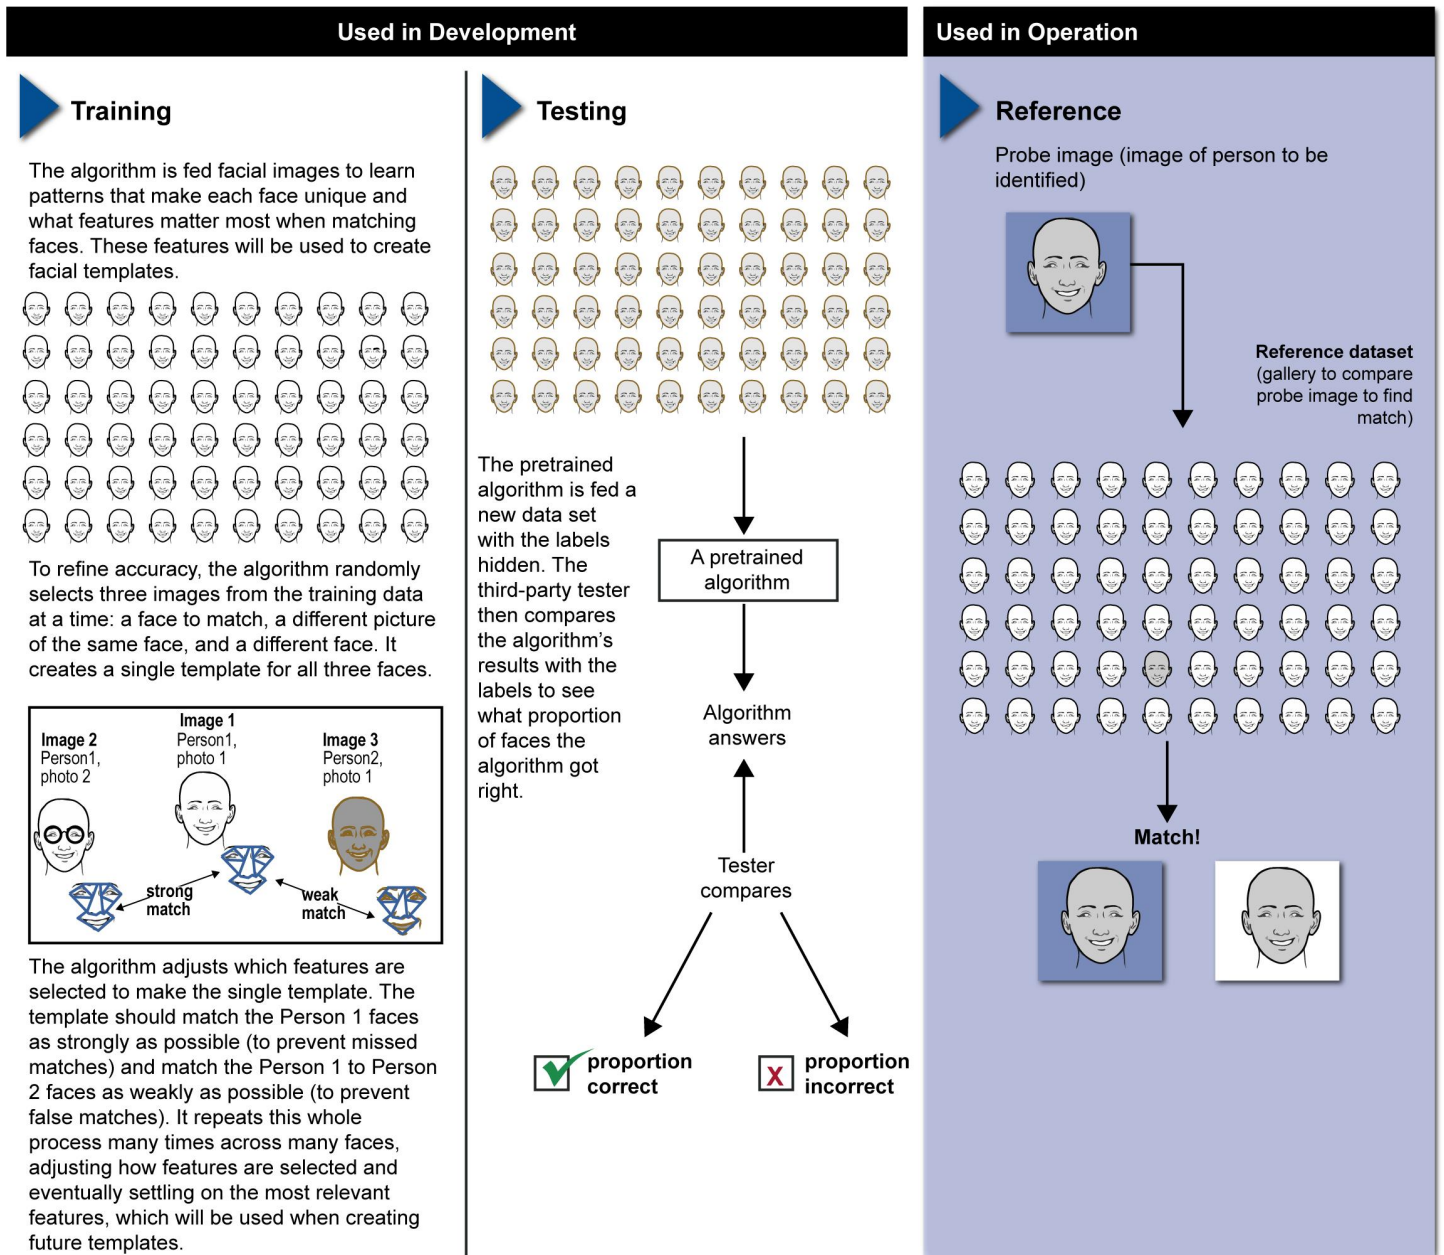 Used in Development
Used in Operation
Training
The algorithm is fed facial images to learn
patterns that make each face unique and
what features matter most when matching
faces. These features will be used to create
facial templates.
To refine accuracy, the algorithm randomly
selects three images from the training data
at a time: a face to match, a different picture
of the same face, and a different face. It
creates a single template for all three faces.
Image 2
Person1,
photo 2
Image 1
Person1,
photo 1
Image 3
Person2,
photo 1
strong
match
weak
match
The algorithm adjusts which features are
selected to make the single template. The
template should match the Person 1 faces
as strongly as possible (to prevent missed
matches) and match the Person 1 to Person
2 faces as weakly as possible (to prevent
false matches). It repeats this whole
process many times across many faces,
adjusting how features are selected and
eventually settling on the most relevant
features, which will be used when creating
future templates.
Testing
The pretrained
algorithm is fed a
new data set
with the labels
hidden. The
third-party tester
then compares
the algorithm's
results with the
labels to see
what proportion
of faces the
algorithm got
right.
A pretrained
algorithm
Algorithm
answers
Tester
compares
proportion
correct
X
proportion
incorrect
Reference
Probe image (image of person to be
identified)
Reference dataset
(gallery to compare
probe image to find
match)
Match!